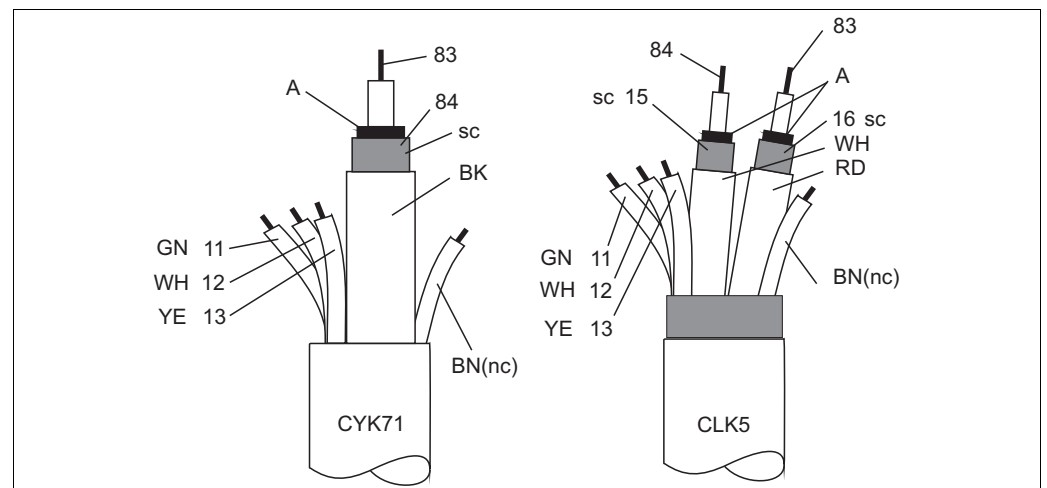 83
A
84
sc
BK
GN 11
WH 12
YE 13
BN(nc)
CYK71
83
84
A
sc 15
16 sc
WH
RD
GN 11
WH 12
YE 13
BN(nc)
CLK5